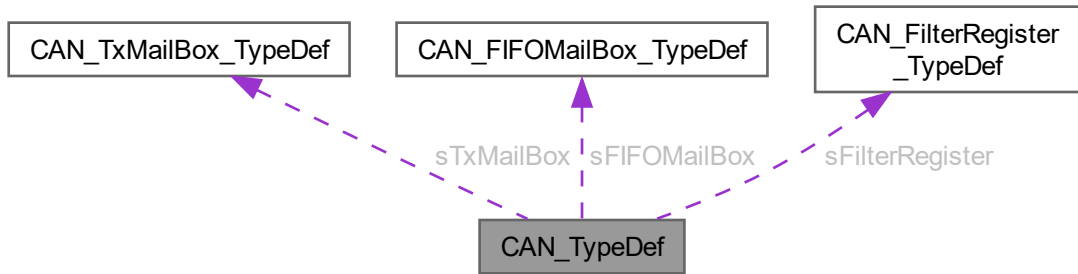 CAN_TxMailBox_TypeDef
CAN_FIFOMailBox_TypeDef
CAN_FilterRegister
_TypeDef
sTxMailBox
sFIFOMailBox
sFilterRegister
CAN_TypeDef